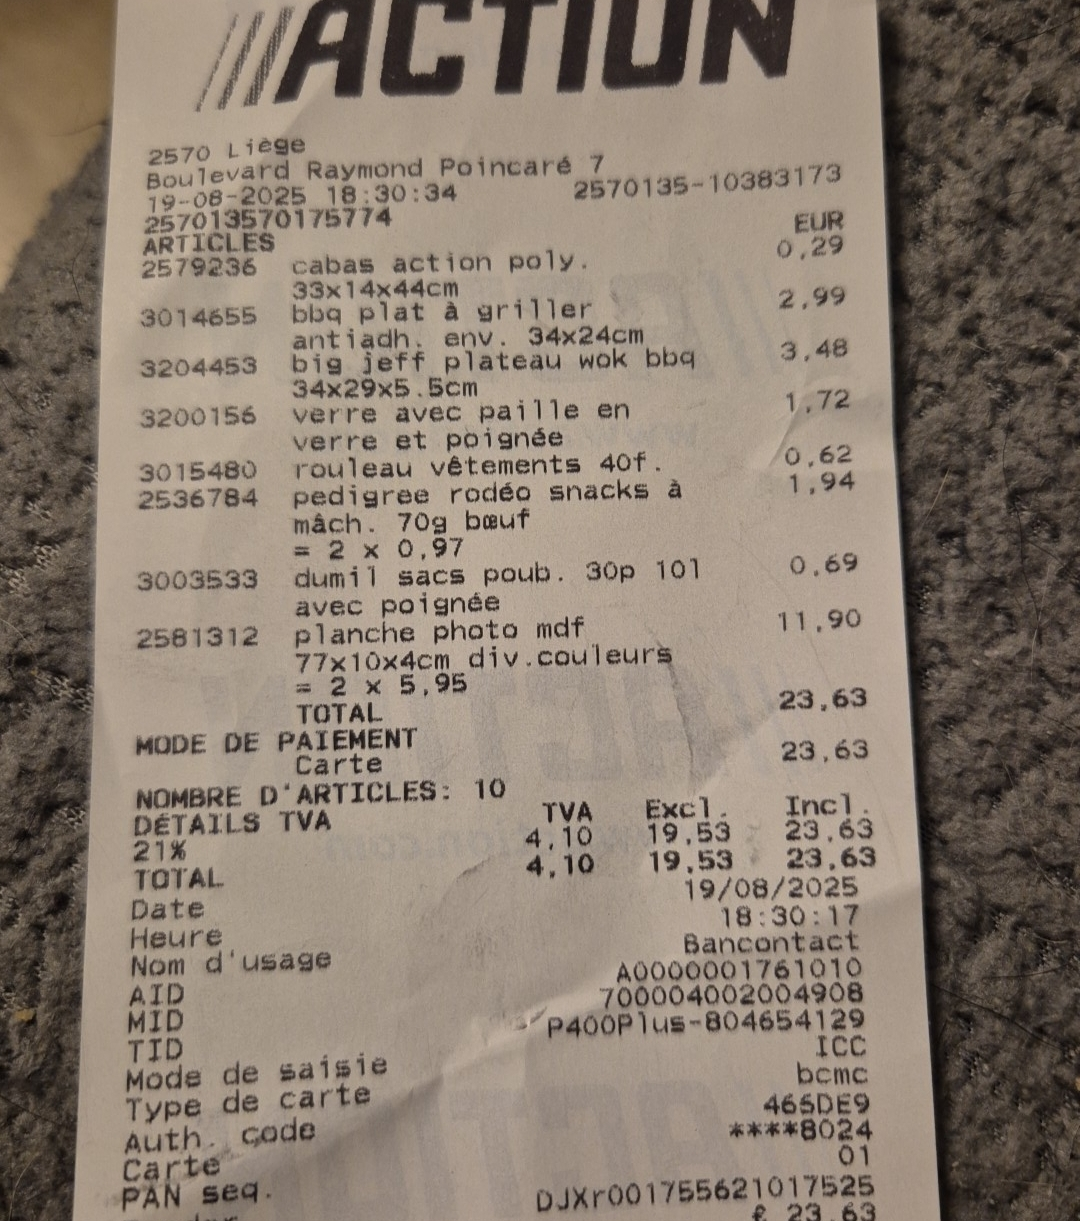 ///ACTION
2570 Liège
Boulevard Raymond Poincaré 7
19-08-2025 18:30:34 2570135-10383173
257013570175774
ARTICLES EUR
2579236 cabas action poly. 0,29
33x14x44cm
3014655 bbq plat à griller 2,99
antiadh. env. 34x24cm
3204453 big jeff plateau wok bbq 3,48
34x29x5.5cm
3200156 verre avec paille en 1,72
verre et poignée
3015480 rouleau vêtements 40f. 0,62
2536784 pedigree rodéo snacks à 1,94
mâch. 70g bœuf
= 2 x 0,97
3003533 dumil sacs poub. 30p 10l 0,69
avec poignée
2581312 planche photo mdf 11,90
77x10x4cm div.couleurs
= 2 x 5,95
TOTAL 23,63
MODE DE PAIEMENT
Carte 23,63
NOMBRE D'ARTICLES: 10
DÉTAILS TVA TVA Excl. Incl.
21% 4,10 19,53 23,63
TOTAL 4,10 19,53 23,63
Date 19/08/2025
Heure 18:30:17
Nom d'usage Bancontact
AID A0000001761010
MID 700004002004908
TID P400Plus-804654129
Mode de saisie ICC
Type de carte bcmc
Auth. code 465DE9
Carte ****8024
PAN seq. 01
DJXr001755621017525
€ 23,63